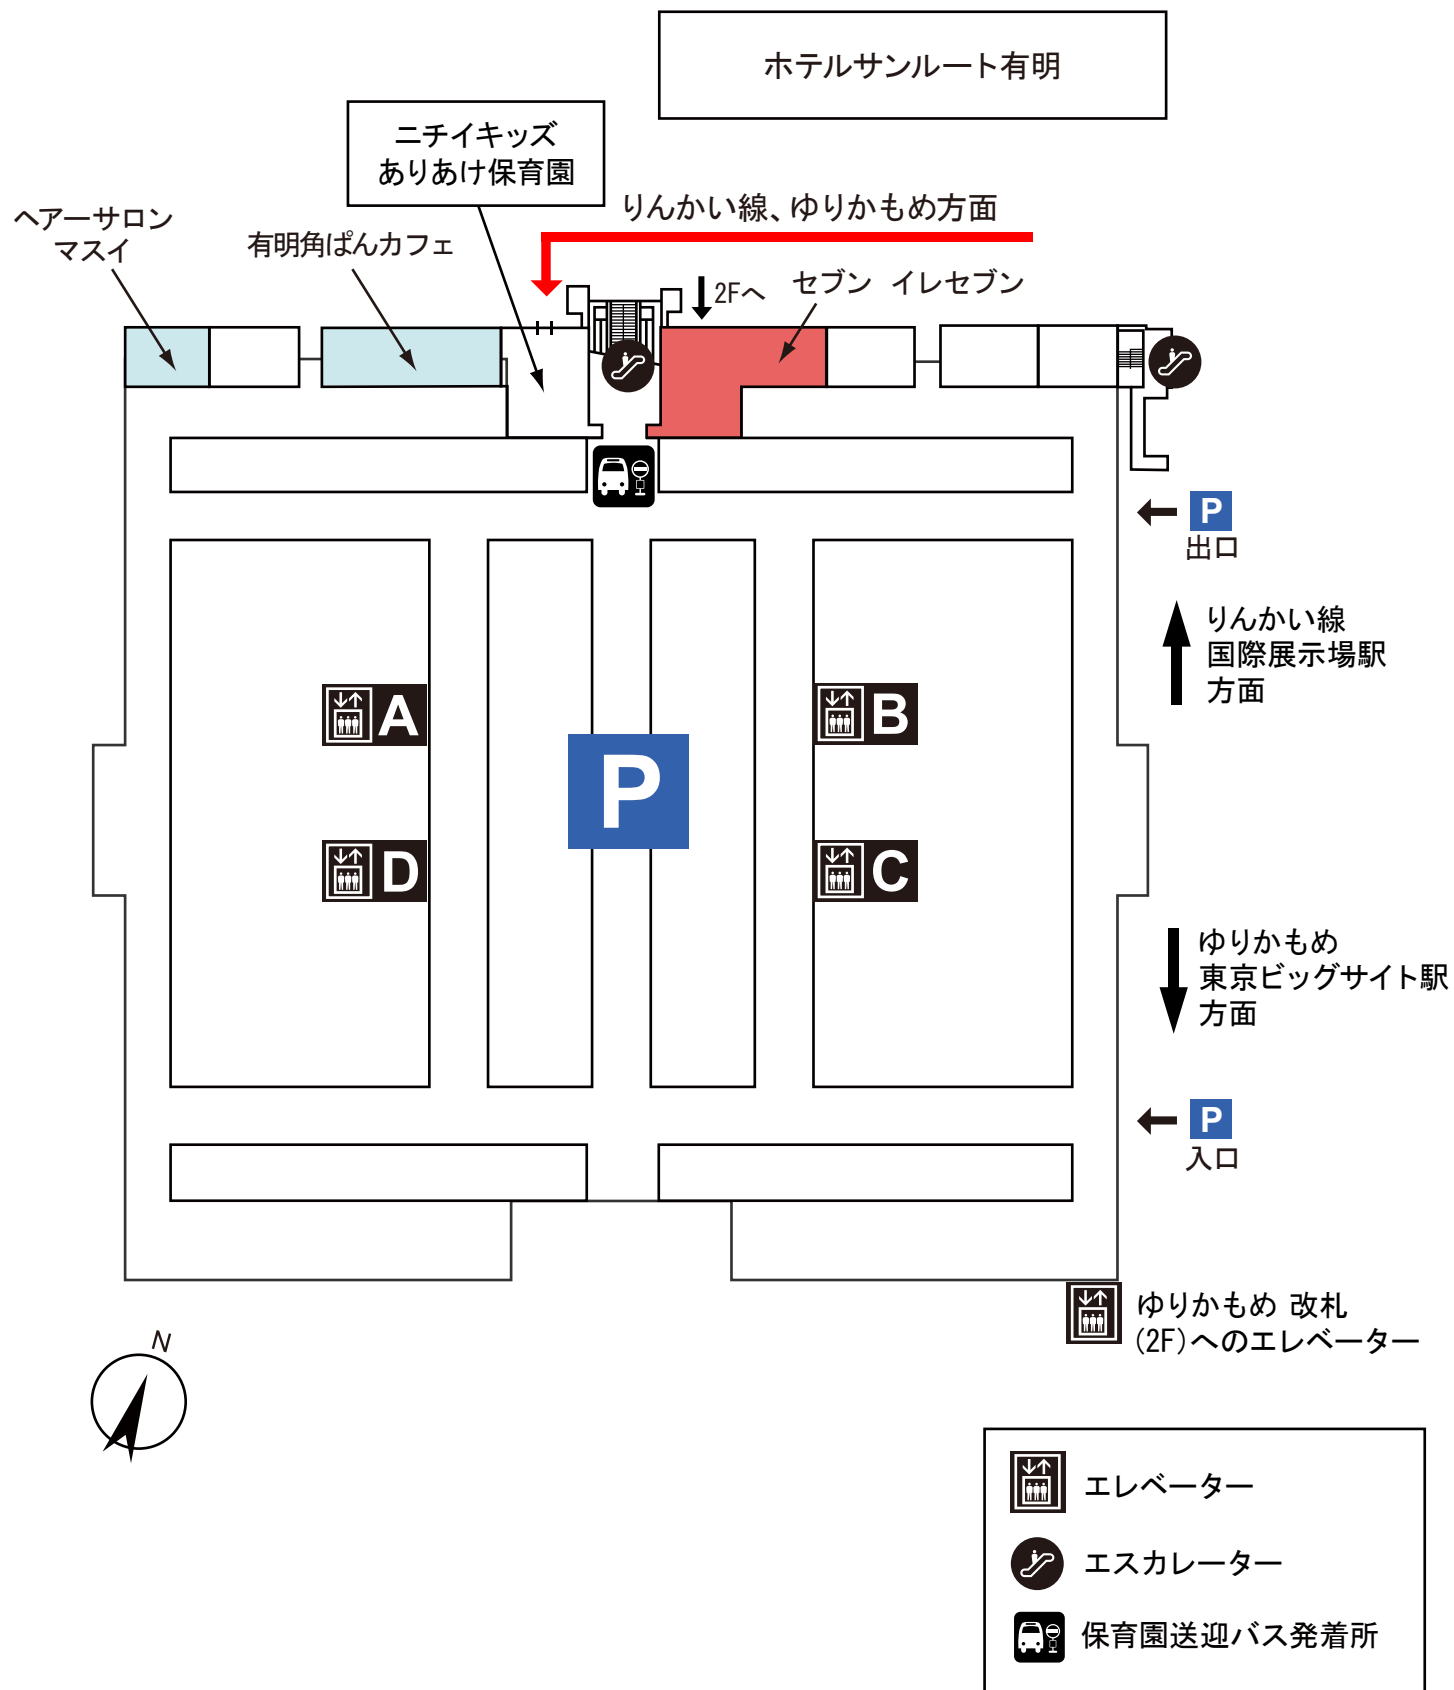 ホテルサンルート有明
ニチイキッズ
ありあけ保育園
りんかい線、ゆりかもめ方面
ヘアーサロン
マスイ
有明角ぱんカフェ
2Fへ
セブン イレセブン
P
出口
りんかい線
国際展示場駅
方面
A
B
P
D
C
ゆりかもめ
東京ビッグサイト駅
方面
P
入口
ゆりかもめ 改札
(2F)へのエレベーター
N
エレベーター
エスカレーター
保育園送迎バス発着所